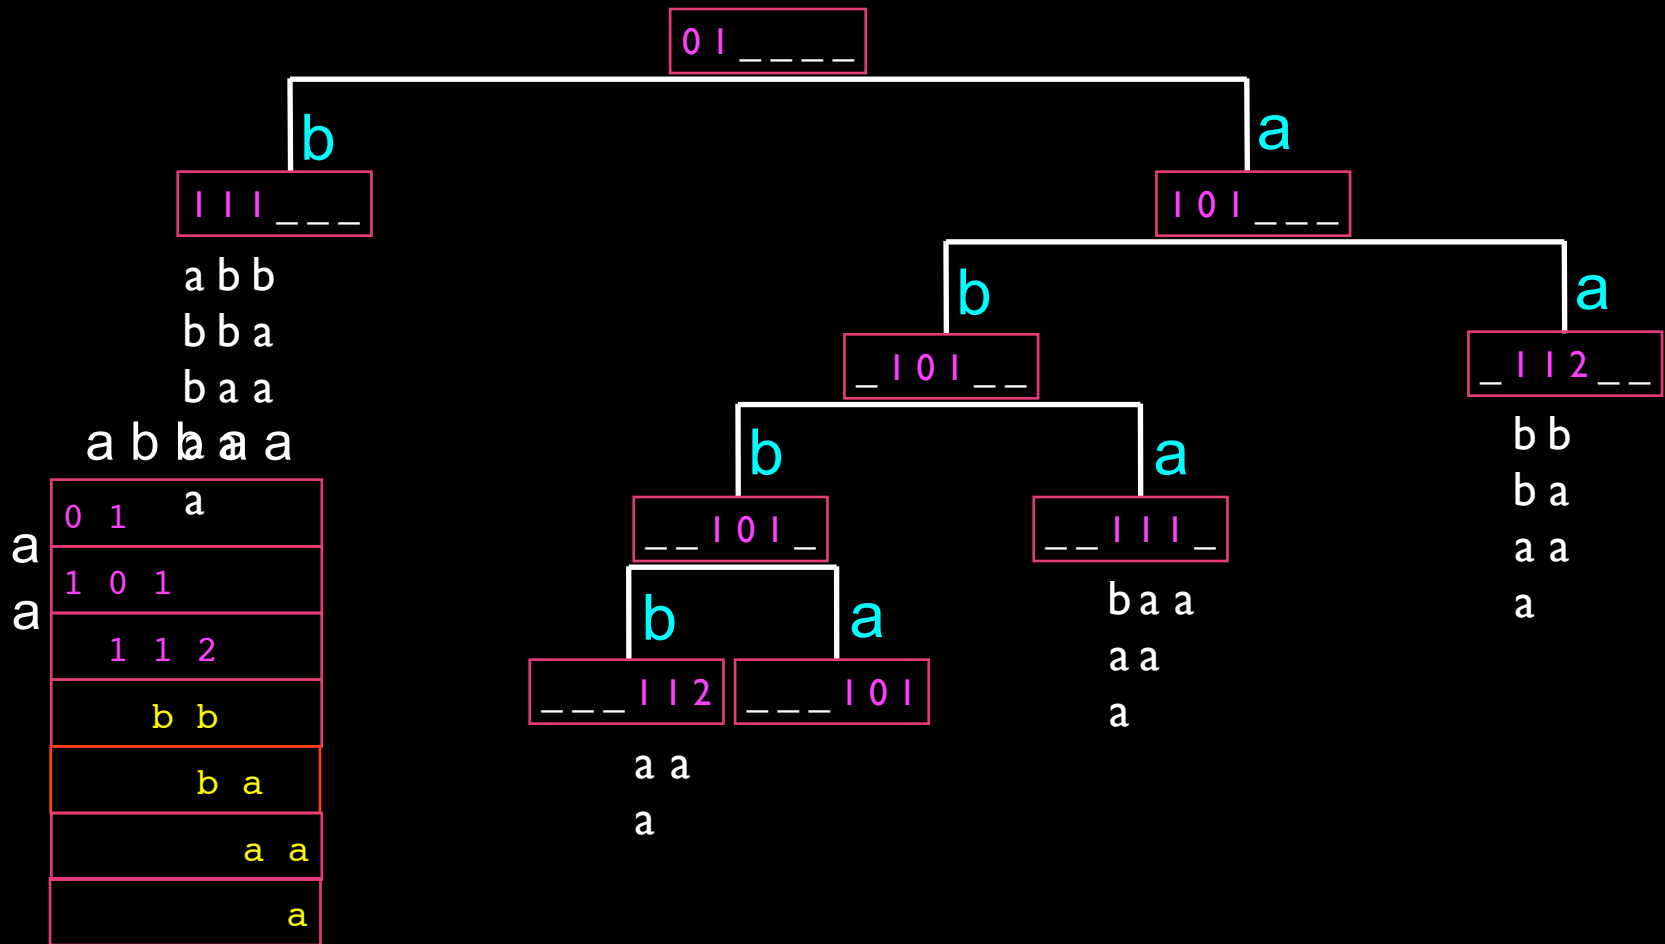 0 1 _ _ _ _
b
a
1 1 1 _ _ _
1 0 1 _ _ _
a b b
b b a
b a a
a a
a
b
a
_ 1 0 1 _ _
_ 1 1 2 _ _
b b
b a
a a
a
b
a
_ _ 1 0 1 _
_ _ 1 1 1 _
b a a
a a
a
b
a
_ _ _ 1 1 2
_ _ _ 1 0 1
a a
a
a b b a a
a
a
0 1
1 0 1
1 1 2
b b
b a
a a
a